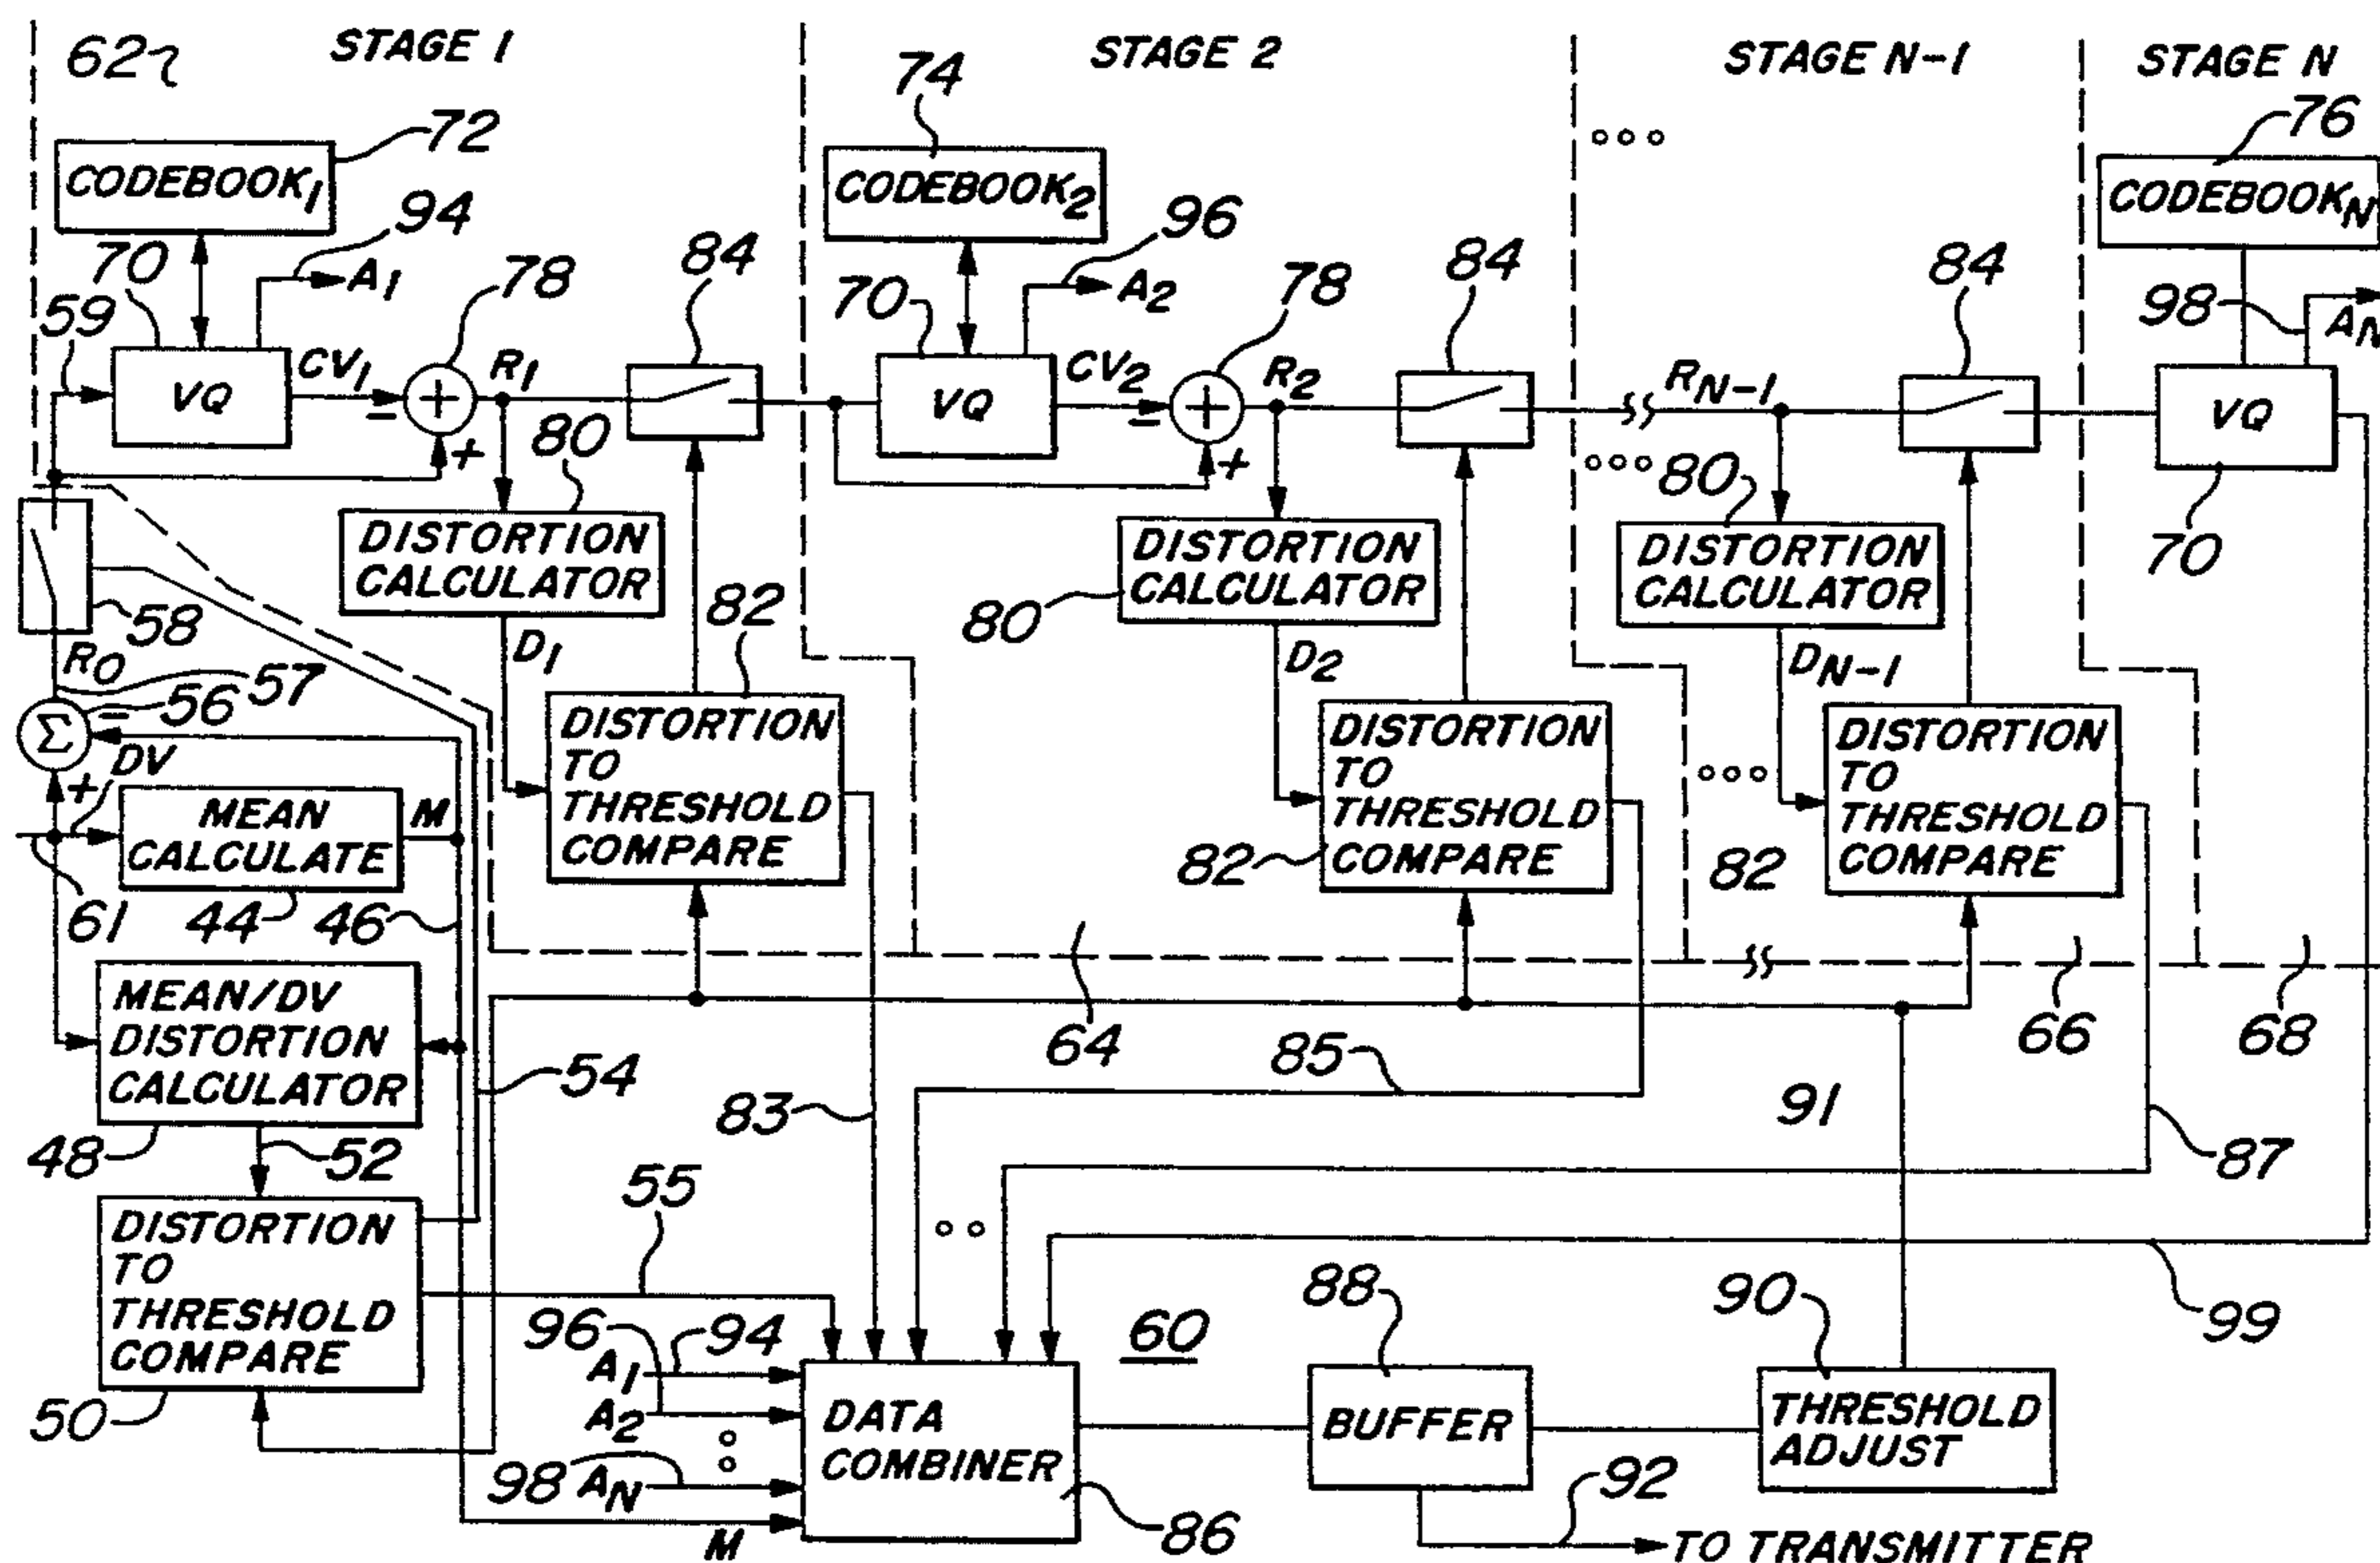 62 STAGE 1 STAGE 2 STAGE N-1 STAGE N
72 74 76
CODEBOOK1 CODEBOOK2 CODEBOOKN
94 96 98
70 A1 78 84 70 A2 78 84 84 AN
59 VQ CV1 R1 VQ CV2 R2 RN-1 VQ
- + - + 70
+ 80 + 80
DISTORTION CALCULATOR
80 DISTORTION CALCULATOR
DISTORTION CALCULATOR
58 82
R0 D1 D2 DN-1
57
56 -
Σ
+ DV
DISTORTION TO THRESHOLD COMPARE
82 DISTORTION TO THRESHOLD COMPARE
82 DISTORTION TO THRESHOLD COMPARE
MEAN CALCULATE M
61 44 46
MEAN/DV DISTORTION CALCULATOR
64 66 68
54 85 91
83
48 52 87
55
DISTORTION TO THRESHOLD COMPARE
50
96 94 60 88 90 99
A1
A2
98 AN
M
DATA COMBINER
86
BUFFER
THRESHOLD ADJUST
92
TO TRANSMITTER